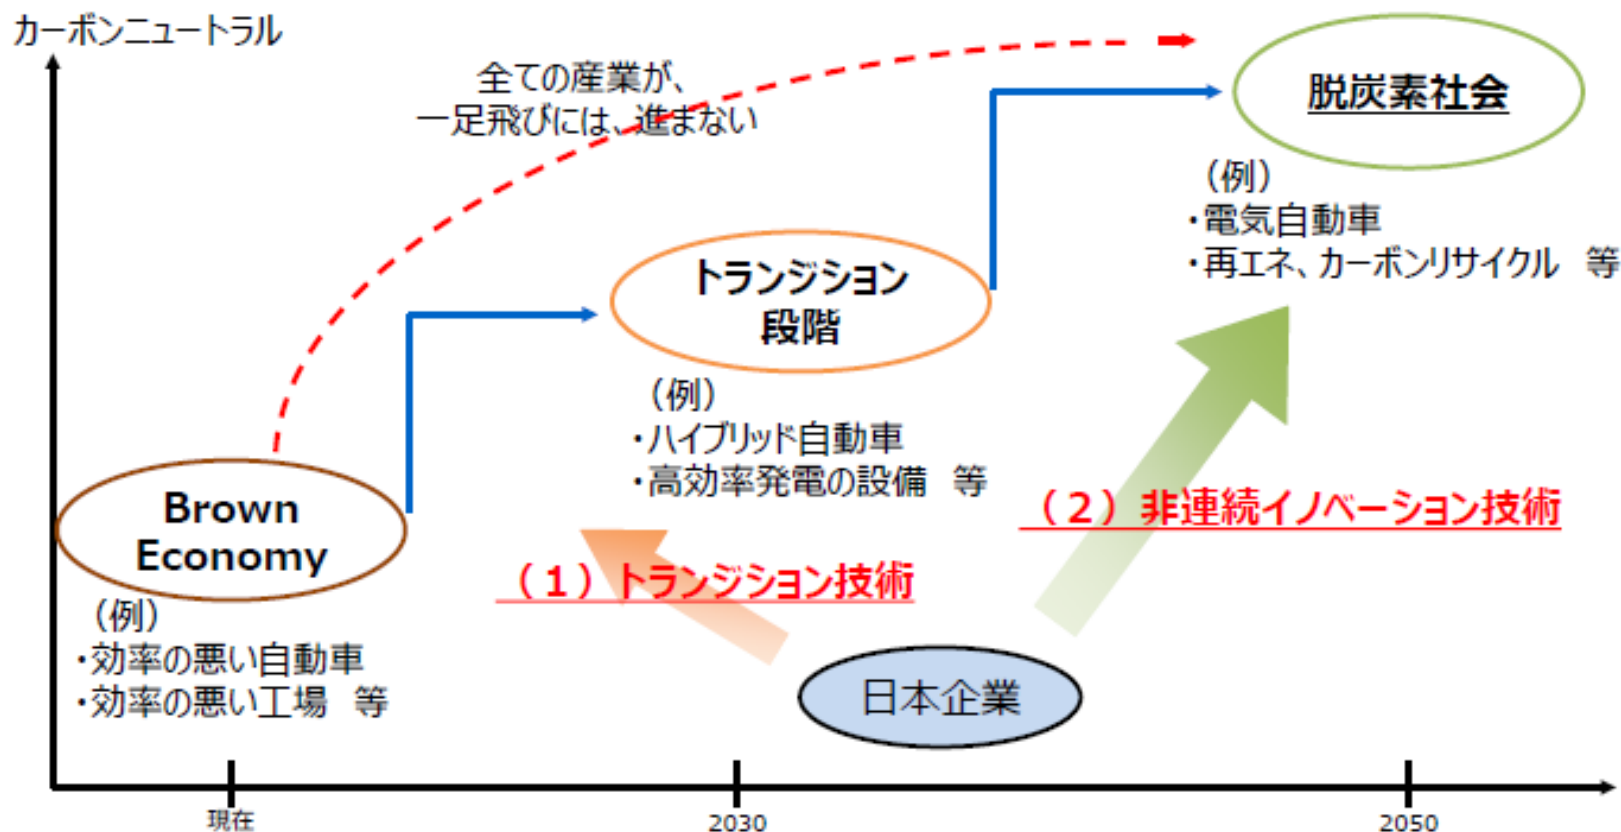 カーボンニュートラル
全ての産業が、
一足飛びには、進まない
脱炭素社会
（例）
・電気自動車
・再エネ、カーボンリサイクル　等
トランジション
段階
（例）
・ハイブリッド自動車
・高効率発電の設備　等
Brown
Economy
（例）
・効率の悪い自動車
・効率の悪い工場　等
（２）非連続イノベーション技術
（１）トランジション技術
日本企業
現在
2030
2050